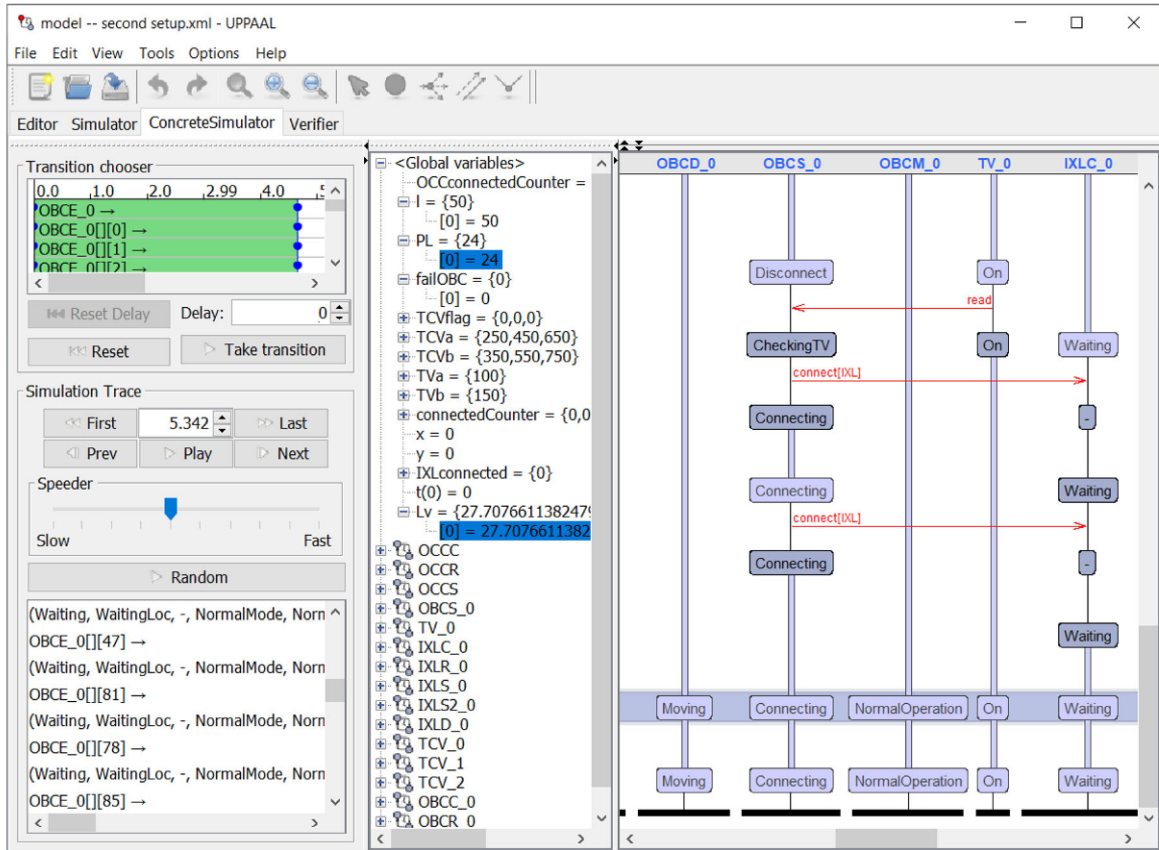 model -- second setup.xml - UPPAAL
File Edit View Tools Options Help
Editor Simulator ConcreteSimulator Verifier
Transition chooser
0.0 1.0 2.0 2.99 4.0
OBCE_0 →
OBCE_0[][0] →
OBCE_0[][1] →
OBCE_0[][2] →
Reset Delay Delay: 0
Reset Take transition
Simulation Trace
First 5.342 Last
Prev Play Next
Speeder
Slow Fast
Random
(Waiting, WaitingLoc, -, NormalMode, Norn
OBCE_0[][47] →
(Waiting, WaitingLoc, -, NormalMode, Norn
OBCE_0[][81] →
(Waiting, WaitingLoc, -, NormalMode, Norn
OBCE_0[][78] →
(Waiting, WaitingLoc, -, NormalMode, Norn
OBCE_0[][85] →
<Global variables>
OCCconnectedCounter =
l = {50}
[0] = 50
PL = {24}
[0] = 24
failOBC = {0}
[0] = 0
TCVflag = {0,0,0}
TCVa = {250,450,650}
TCVb = {350,550,750}
TVa = {100}
TVb = {150}
connectedCounter = {0,0
x = 0
y = 0
IXLconnected = {0}
t(0) = 0
Lv = {27.7076611382479
[0] = 27.7076611382
OCCC
OCCR
OCCS
OBCS_0
TV_0
IXLC_0
IXLR_0
IXLS_0
IXLS2_0
IXLD_0
TCV_0
TCV_1
TCV_2
OBCC_0
OBCR_0
OBCD_0 OBCS_0 OBCM_0 TV_0 IXLC_0
Disconnect On
read
CheckingTV On Waiting
connect[IXL]
Connecting -
Connecting Waiting
connect[IXL]
Connecting -
Waiting
Moving Connecting NormalOperation On Waiting
Moving Connecting NormalOperation On Waiting